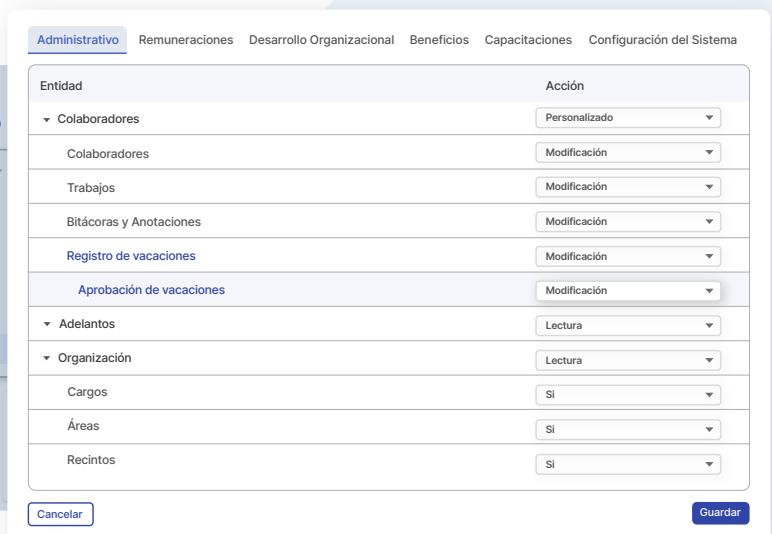 Administrativo Remuneraciones Desarrollo Organizacional Beneficios Capacitaciones Configuración del Sistema
Entidad Acción
Colaboradores Personalizado
Colaboradores Modificación
Trabajos Modificación
Bitácoras y Anotaciones Modificación
Registro de vacaciones Modificación
Aprobación de vacaciones Modificación
Adelantos Lectura
Organización Lectura
Cargos Si
Áreas Si
Recintos Si
Cancelar Guardar